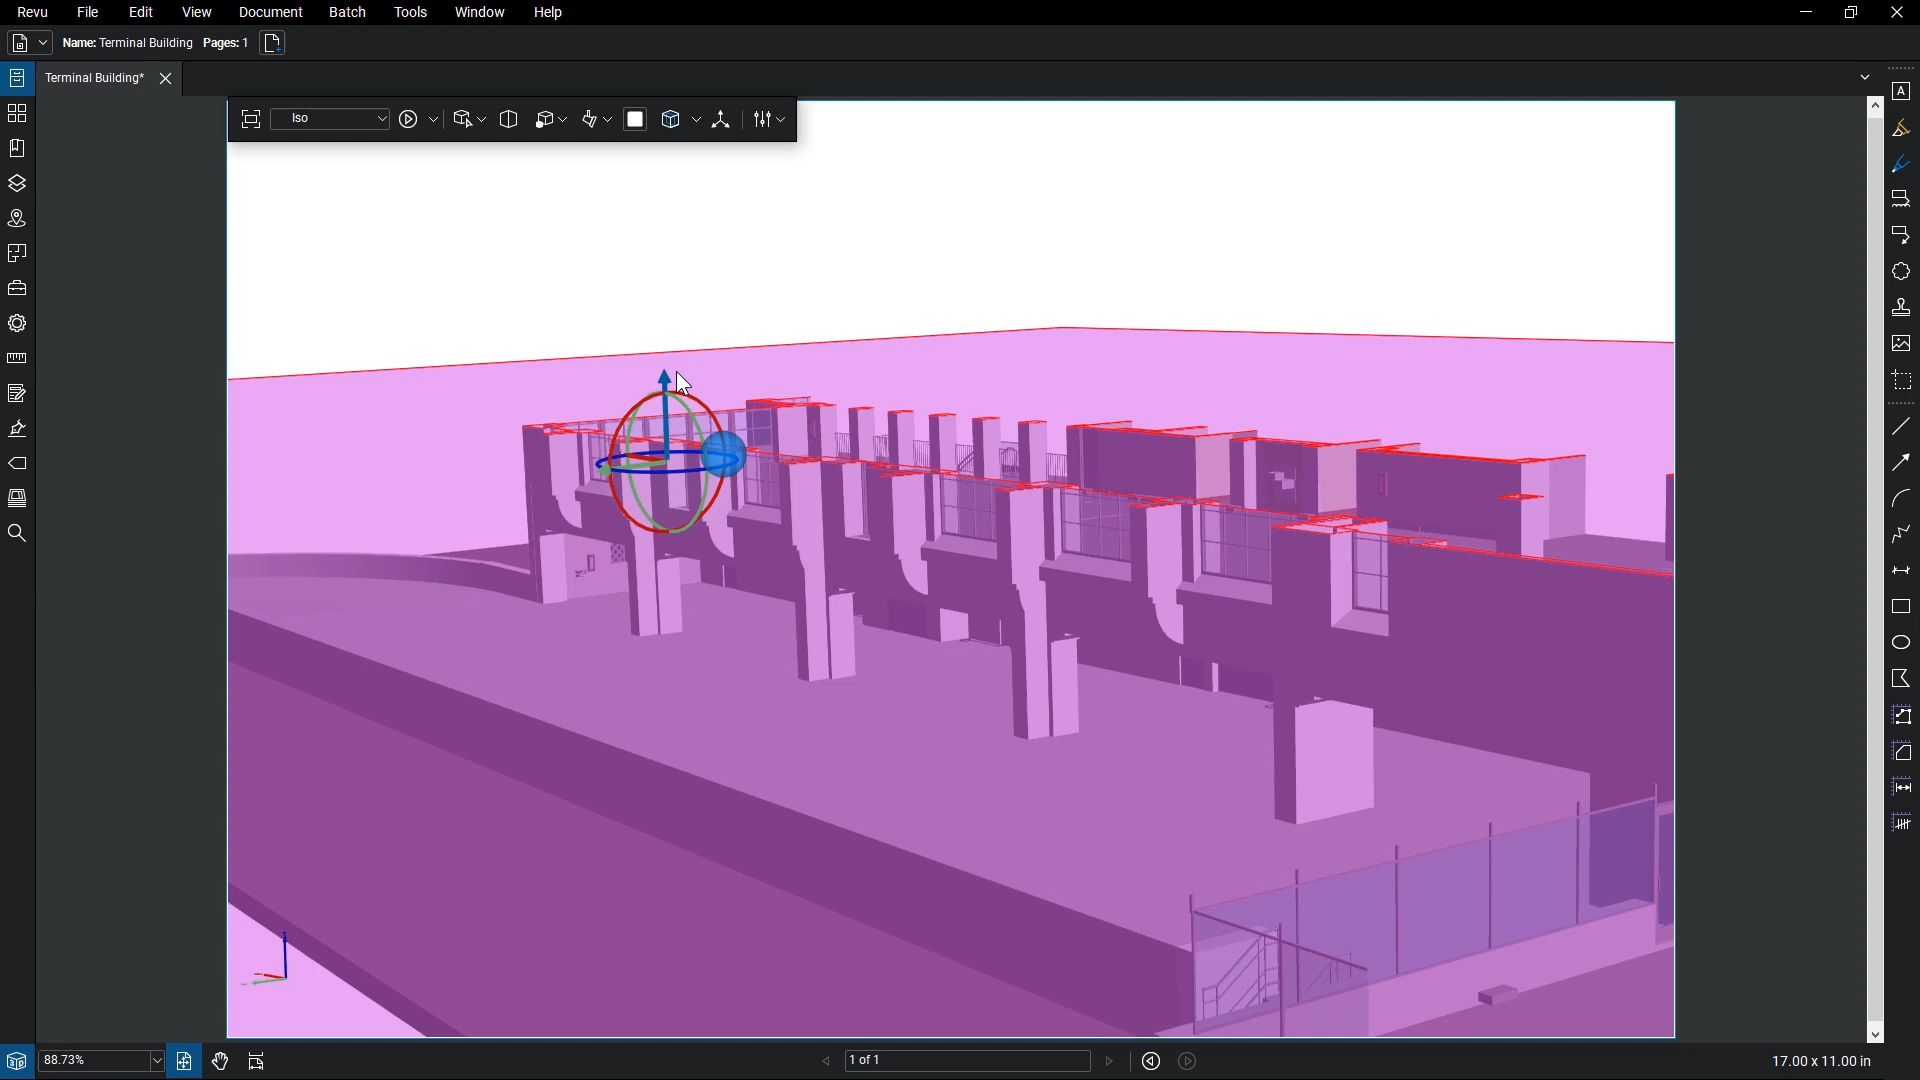 Revu File Edit View Document Batch Tools Window Help
Name: Terminal Building Pages: 1
Terminal Building*
Iso
88.73%
1 of 1
17.00 x 11.00 in